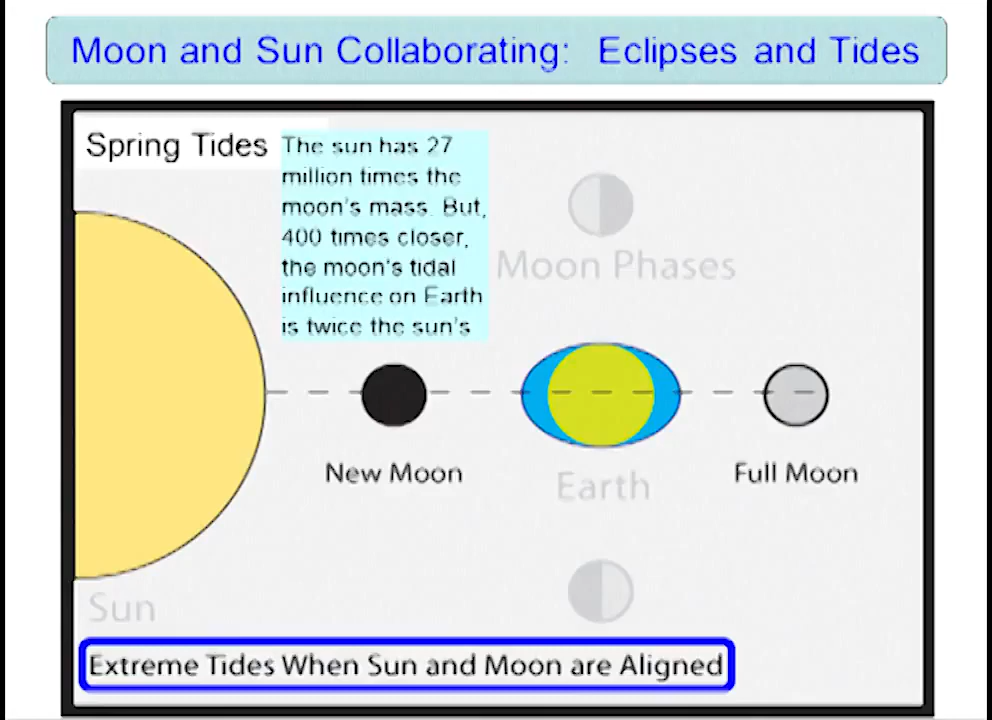 Moon and Sun Collaborating: Eclipses and Tides
Spring Tides
The sun has 27
million times the
moon's mass. But,
400 times closer,
the moon's tidal
influence on Earth
is twice the sun's
Moon Phases
New Moon
Earth
Full Moon
Sun
Extreme Tides When Sun and Moon are Aligned